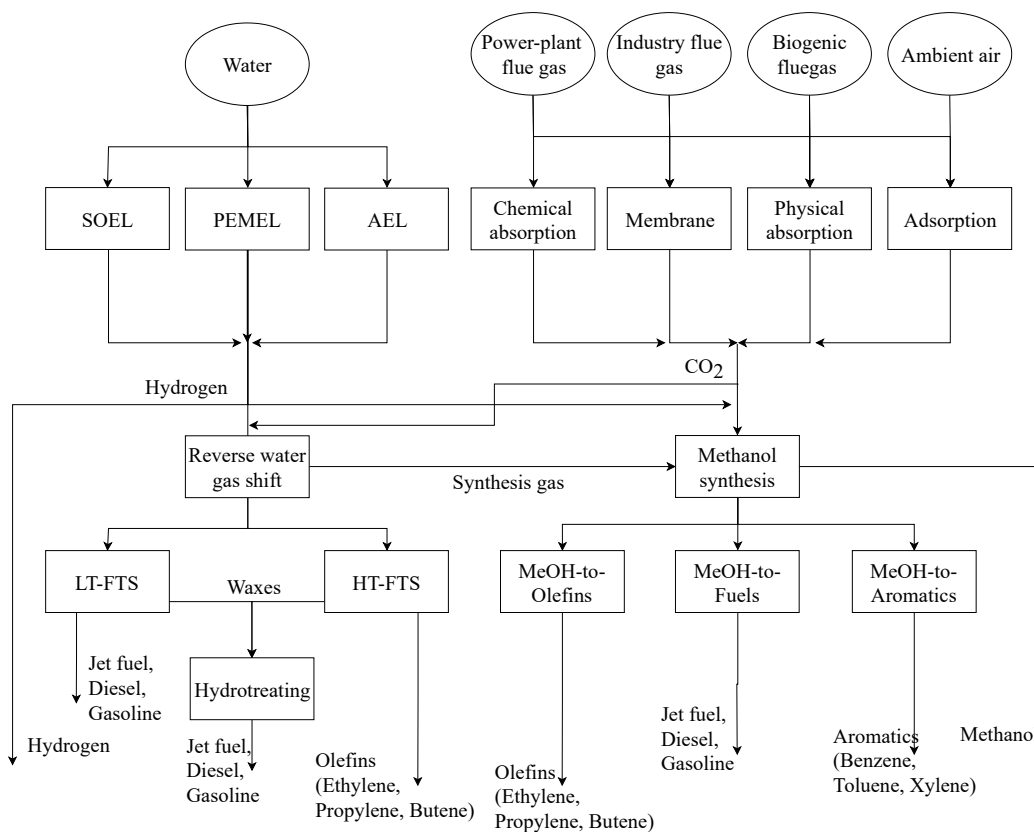 Water
Power-plant
flue gas
Industry flue
gas
Biogenic
fluegas
Ambient air
SOEL
PEMEL
AEL
Chemical
absorption
Membrane
Physical
absorption
Adsorption
Hydrogen
CO2
Reverse water
gas shift
Synthesis gas
Methanol
synthesis
LT-FTS
Waxes
HT-FTS
MeOH-to-
Olefins
MeOH-to-
Fuels
MeOH-to-
Aromatics
Jet fuel,
Diesel,
Gasoline
Hydrotreating
Hydrogen
Jet fuel,
Diesel,
Gasoline
Olefins
(Ethylene,
Propylene, Butene)
Olefins
(Ethylene,
Propylene, Butene)
Jet fuel,
Diesel,
Gasoline
Aromatics
(Benzene,
Toluene, Xylene)
Methano